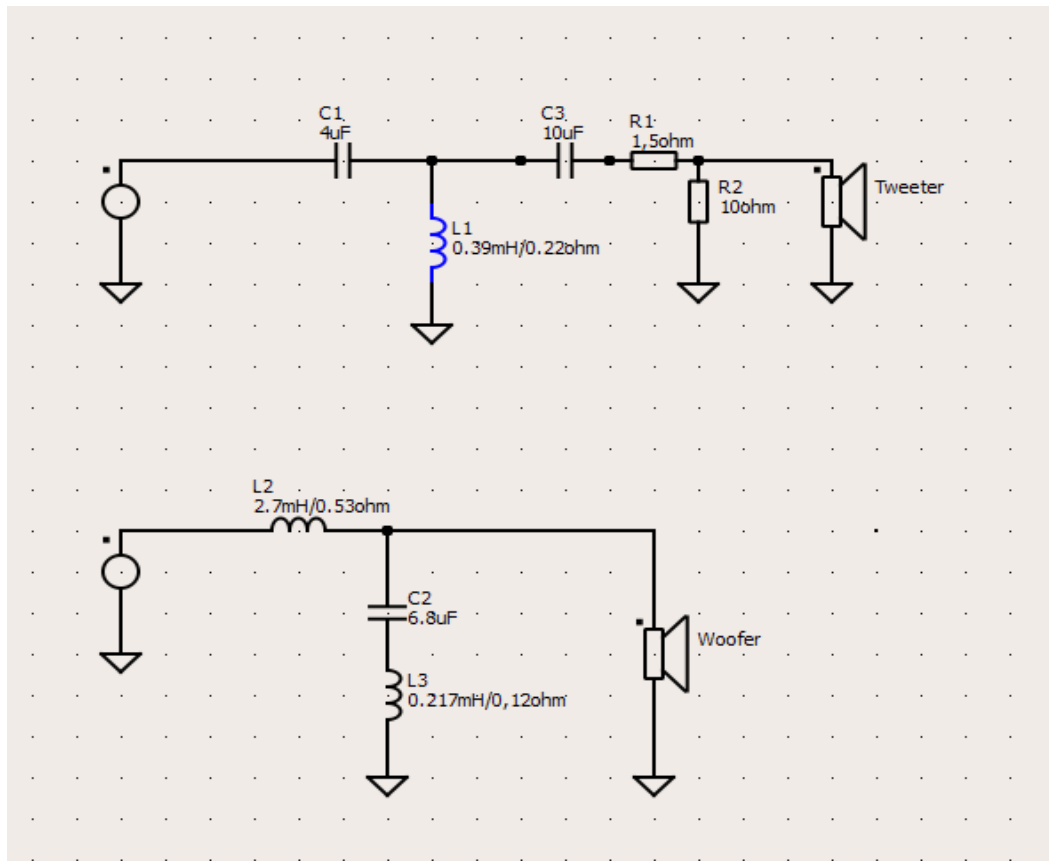 C1
4uF
C3
10uF
R1
1,5ohm
R2
10ohm
Tweeter
L1
0.39mH/0.22ohm
L2
2.7mH/0.53ohm
C2
6.8uF
Woofer
L3
0.217mH/0,12ohm